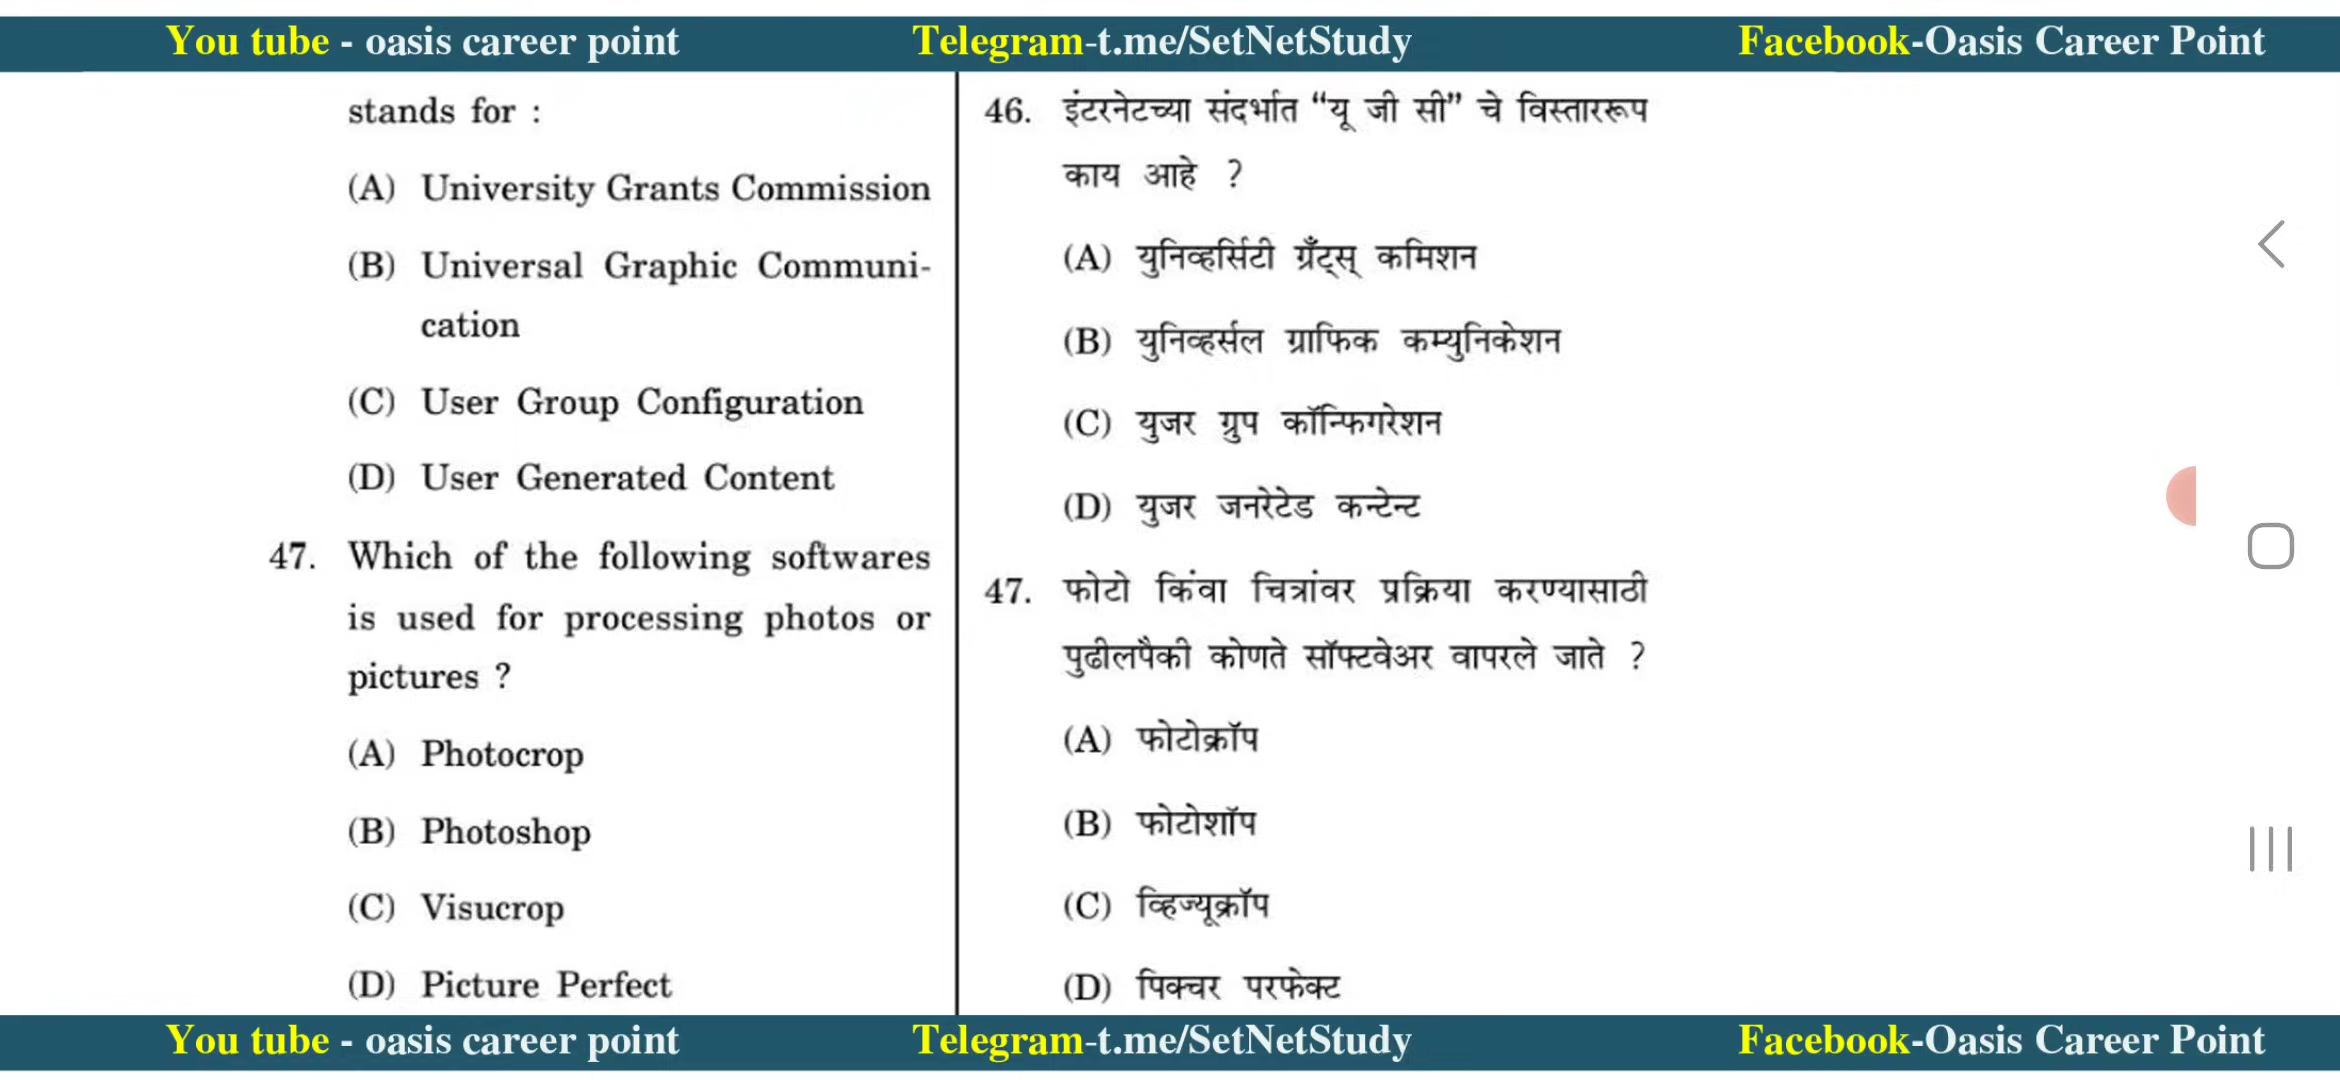 You tube - oasis career point Telegram-t.me/SetNetStudy Facebook-Oasis Career Point
stands for :
(A) University Grants Commission
(B) Universal Graphic Communi-
cation
(C) User Group Configuration
(D) User Generated Content
47. Which of the following softwares
is used for processing photos or
pictures ?
(A) Photocrop
(B) Photoshop
(C) Visucrop
(D) Picture Perfect
46. इंटरनेटच्या संदर्भात “यू जी सी” चे विस्ताररूप
काय आहे ?
(A) युनिव्हर्सिटी ग्रँट्स् कमिशन
(B) युनिव्हर्सल ग्राफिक कम्युनिकेशन
(C) युजर ग्रुप कॉन्फिगरेशन
(D) युजर जनरेटेड कन्टेन्ट
47. फोटो किंवा चित्रांवर प्रक्रिया करण्यासाठी
पुढीलपैकी कोणते सॉफ्टवेअर वापरले जाते ?
(A) फोटोक्रॉप
(B) फोटोशॉप
(C) व्हिज्यूक्रॉप
(D) पिक्चर परफेक्ट
You tube - oasis career point Telegram-t.me/SetNetStudy Facebook-Oasis Career Point